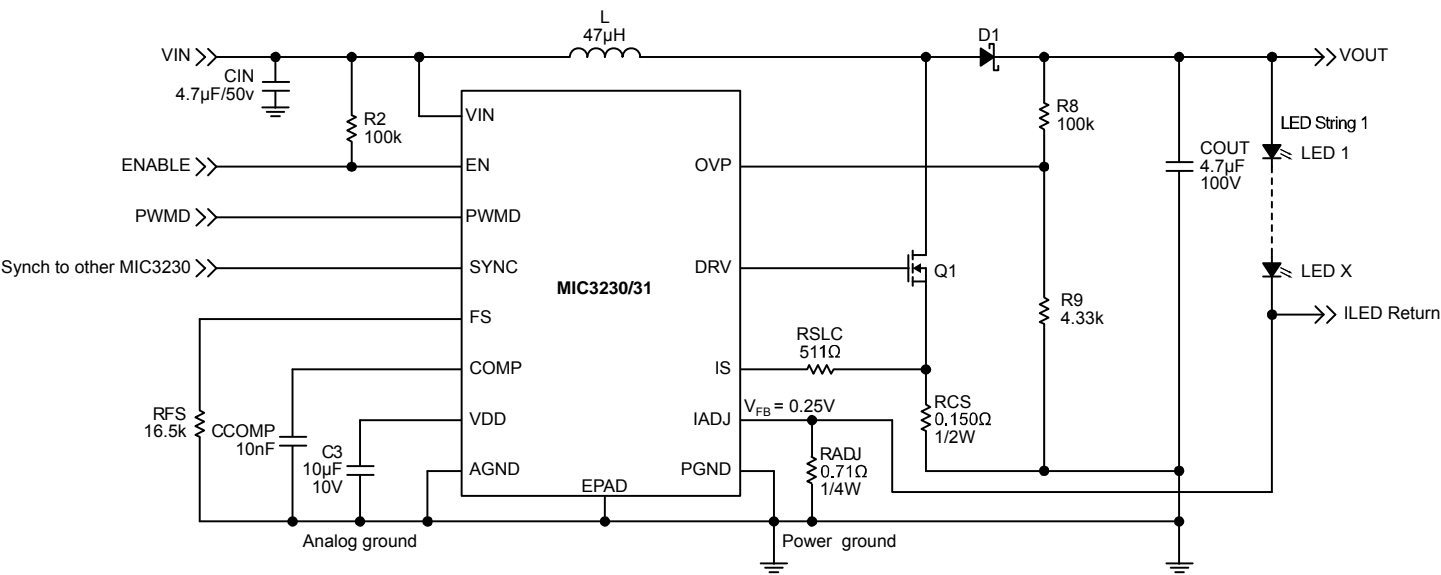 L
47µH
D1
VIN
VOUT
CIN
4.7µF/50v
R2
100k
VIN
R8
100k
LED String 1
LED 1
COUT
4.7µF
100V
ENABLE
EN
OVP
PWMD
PWMD
Synch to other MIC3230
SYNC
DRV
Q1
LED X
MIC3230/31
R9
4.33k
ILED Return
FS
RSLC
511Ω
COMP
IS
RFS
16.5k
CCOMP
10nF
VDD
IADJ
VFB = 0.25V
RCS
0.150Ω
1/2W
C3
10µF
10V
AGND
PGND
RADJ
0.71Ω
1/4W
EPAD
Analog ground
Power ground